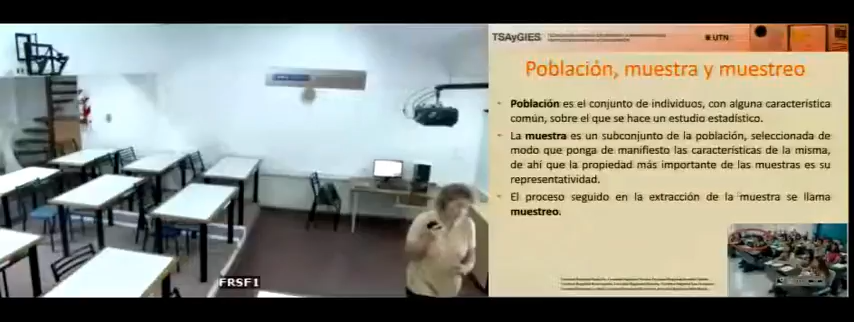 TSAyGIES
UTN
Población, muestra y muestreo
- Población es el conjunto de individuos, con alguna característica
común, sobre el que se hace un estudio estadístico.
- La muestra es un subconjunto de la población, seleccionada de
modo que ponga de manifiesto las características de la misma,
de ahí que la propiedad más importante de las muestras es su
representatividad.
- El proceso seguido en la extracción de la muestra se llama
muestreo.
FRSF1